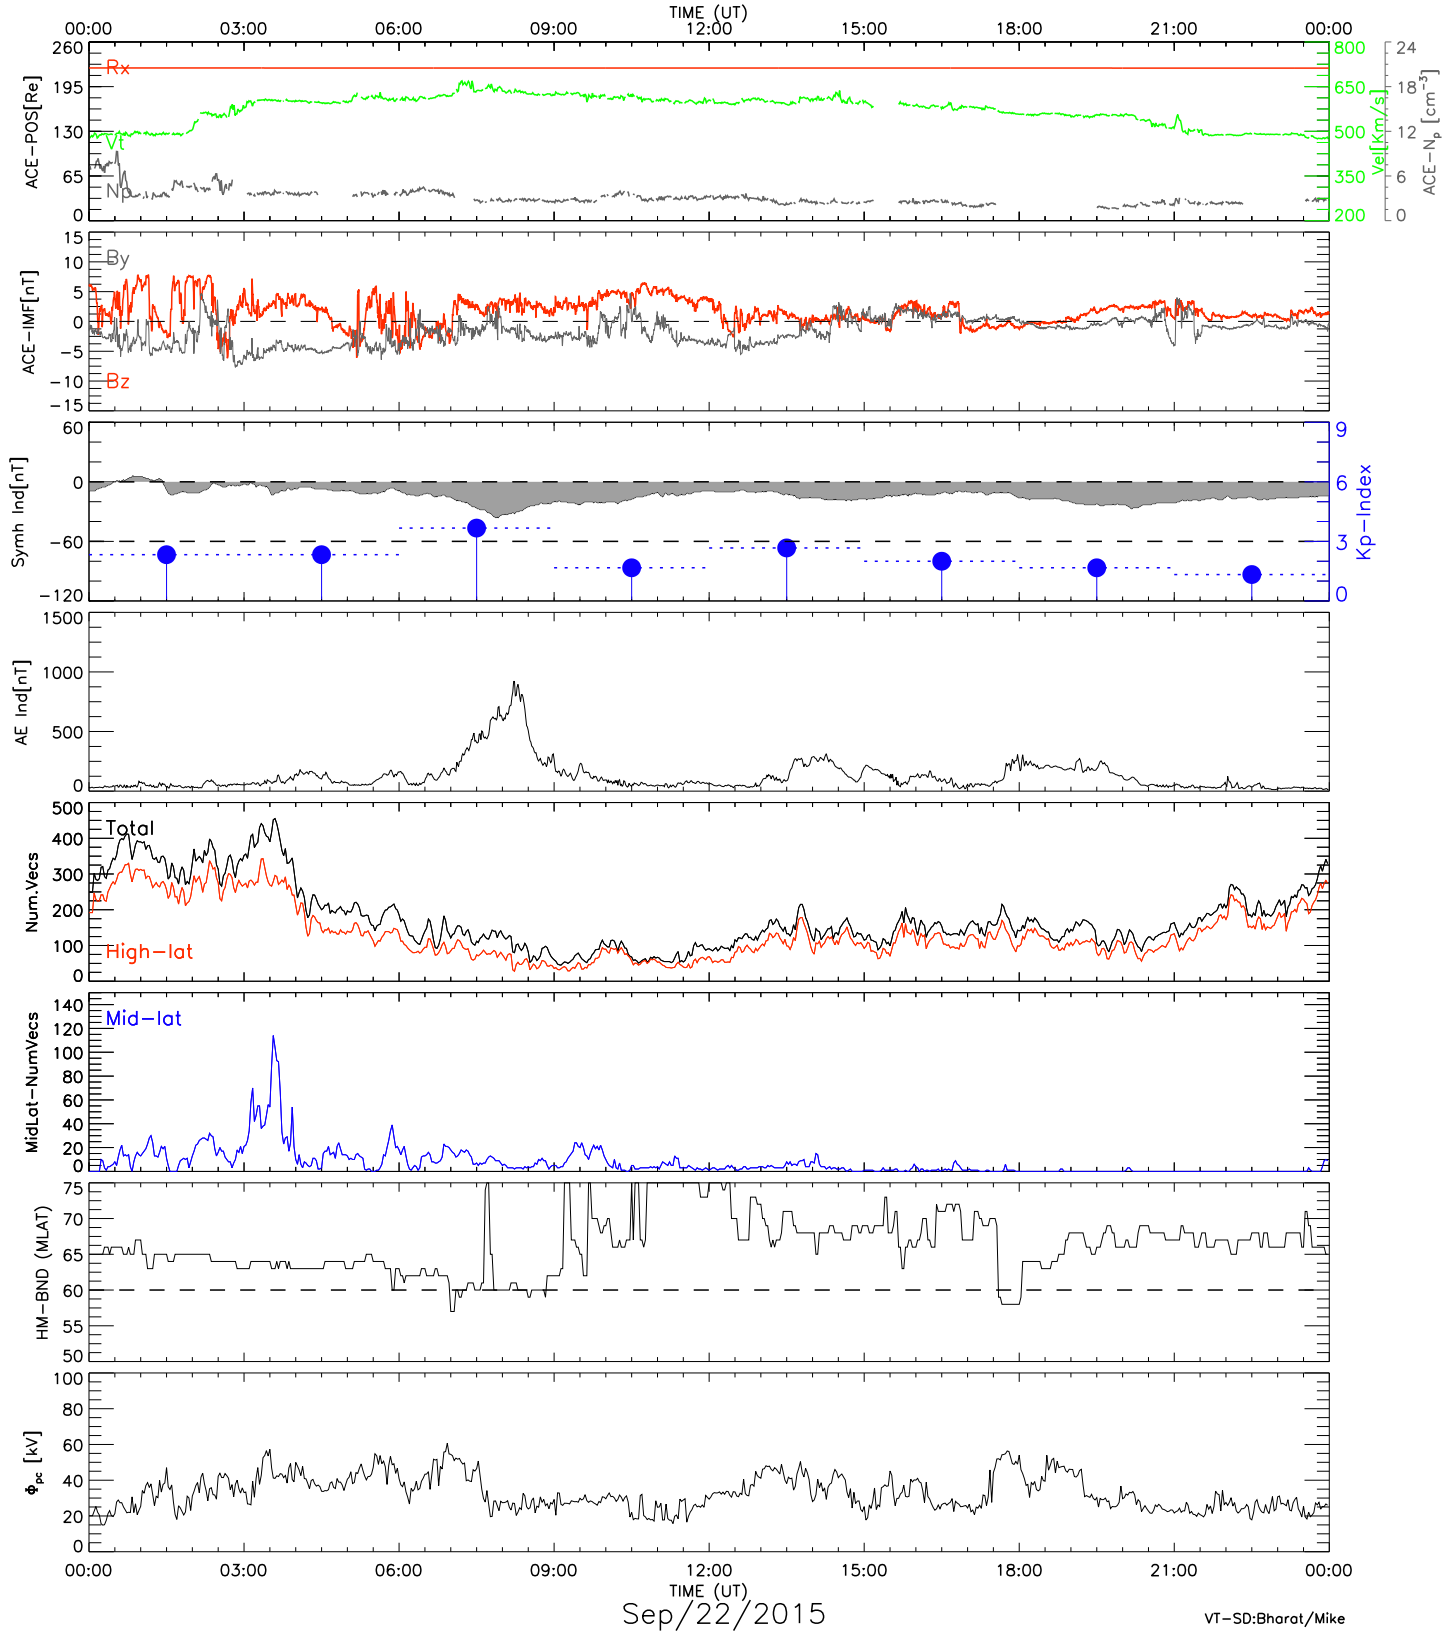 TIME (UT)
00:00 03:00 06:00 09:00 12:00 15:00 18:00 21:00 00:00
ACE-POS[Re]
260
195
130
65
0
Rx
Vt
Np
800
650
500
350
200
Vel[Km/s]
24
18
12
6
0
ACE-Np [cm-3]
ACE-IMF[nT]
15
10
5
0
-5
-10
-15
By
Bz
Symh Ind[nT]
60
0
-60
-120
9
6
3
0
Kp-Index
AE Ind[nT]
1500
1000
500
0
Num.Vecs
500
400
300
200
100
0
Total
High-lat
MidLat-NumVecs
140
120
100
80
60
40
20
0
Mid-lat
HM-BND (MLAT)
75
70
65
60
55
50
Φpc [kV]
100
80
60
40
20
0
00:00 03:00 06:00 09:00 12:00 15:00 18:00 21:00 00:00
TIME (UT)
Sep/22/2015
VT-SD:Bharat/Mike